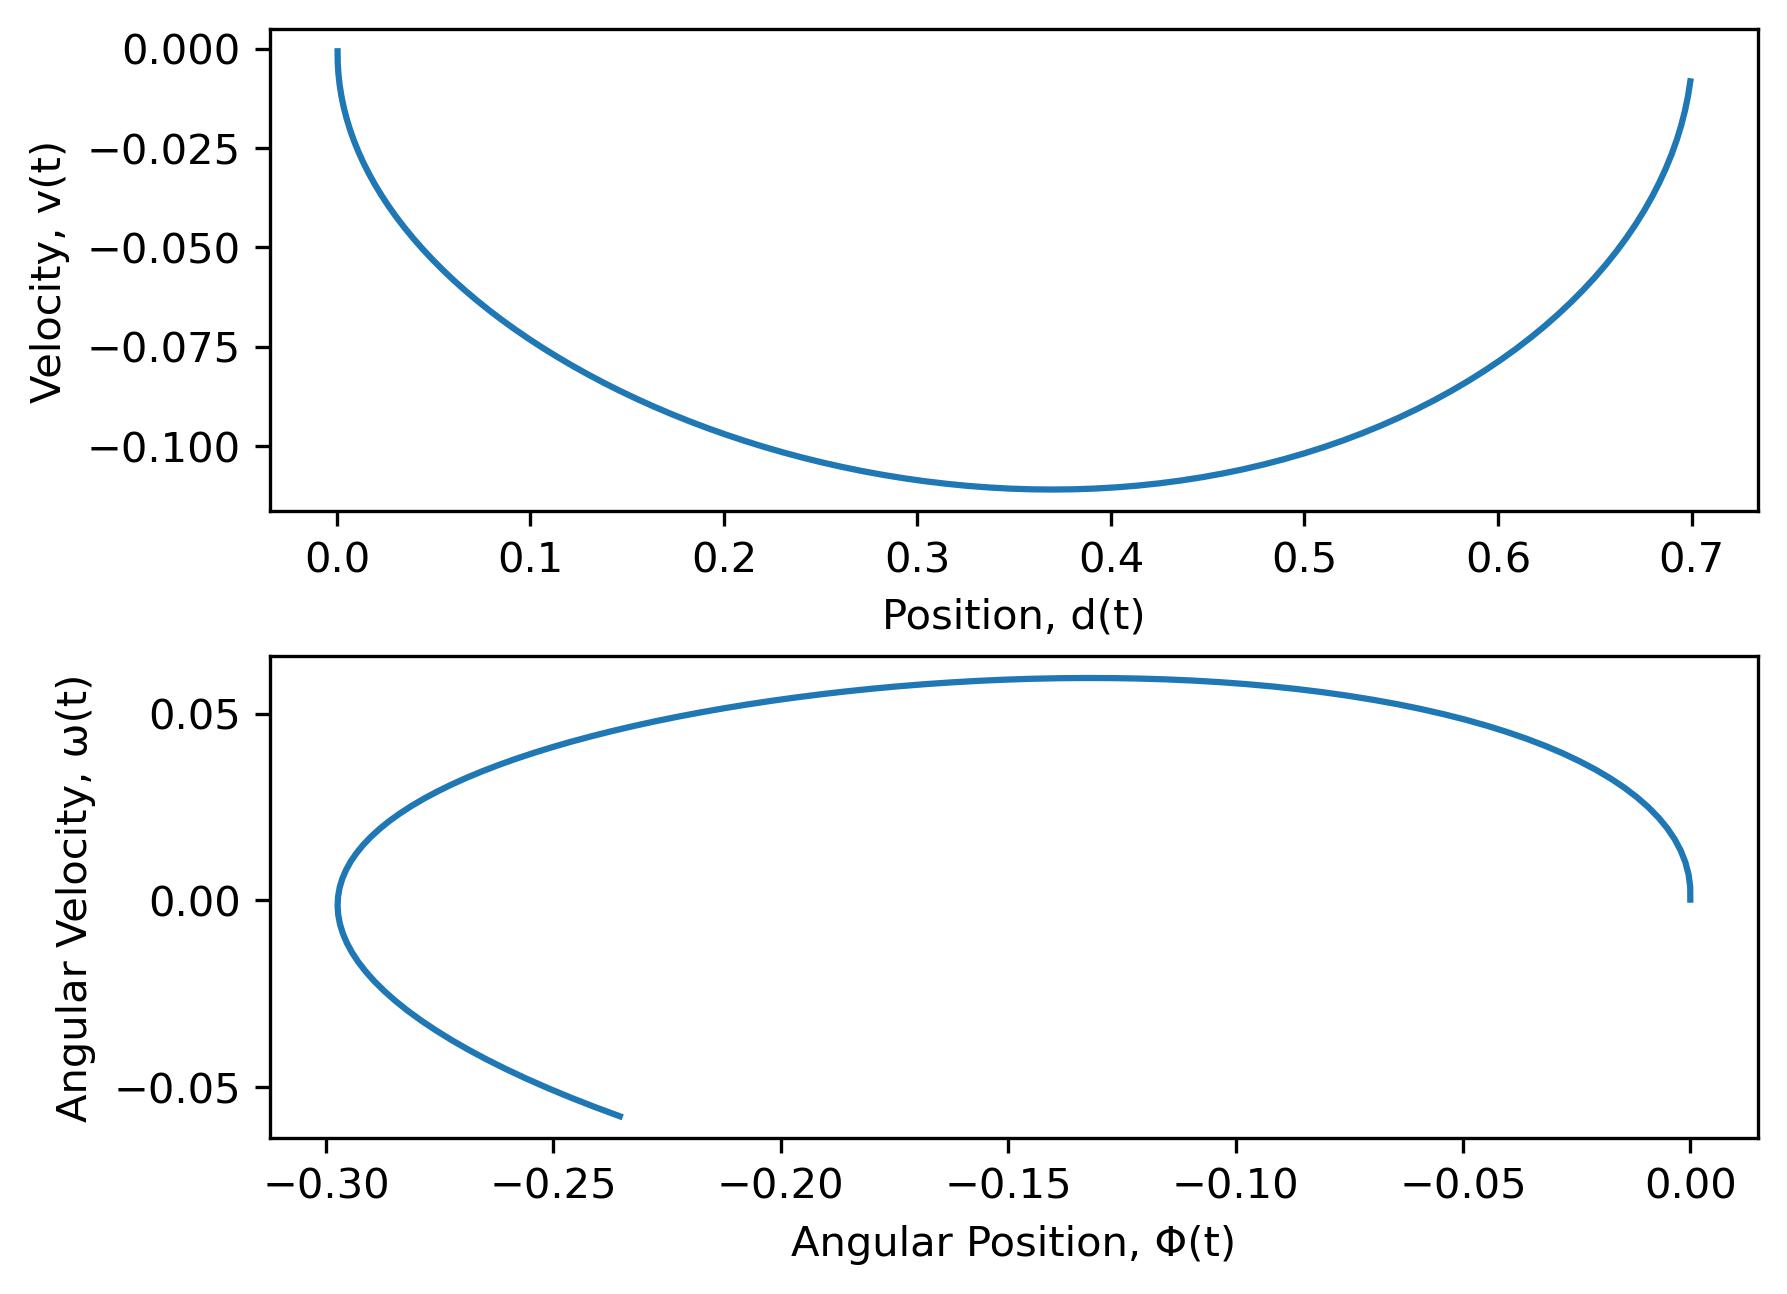 Velocity, v(t)
0.000
−0.025
−0.050
−0.075
−0.100
0.0 0.1 0.2 0.3 0.4 0.5 0.6 0.7
Position, d(t)
Angular Velocity, ω(t)
0.05
0.00
−0.05
−0.30 −0.25 −0.20 −0.15 −0.10 −0.05 0.00
Angular Position, Φ(t)